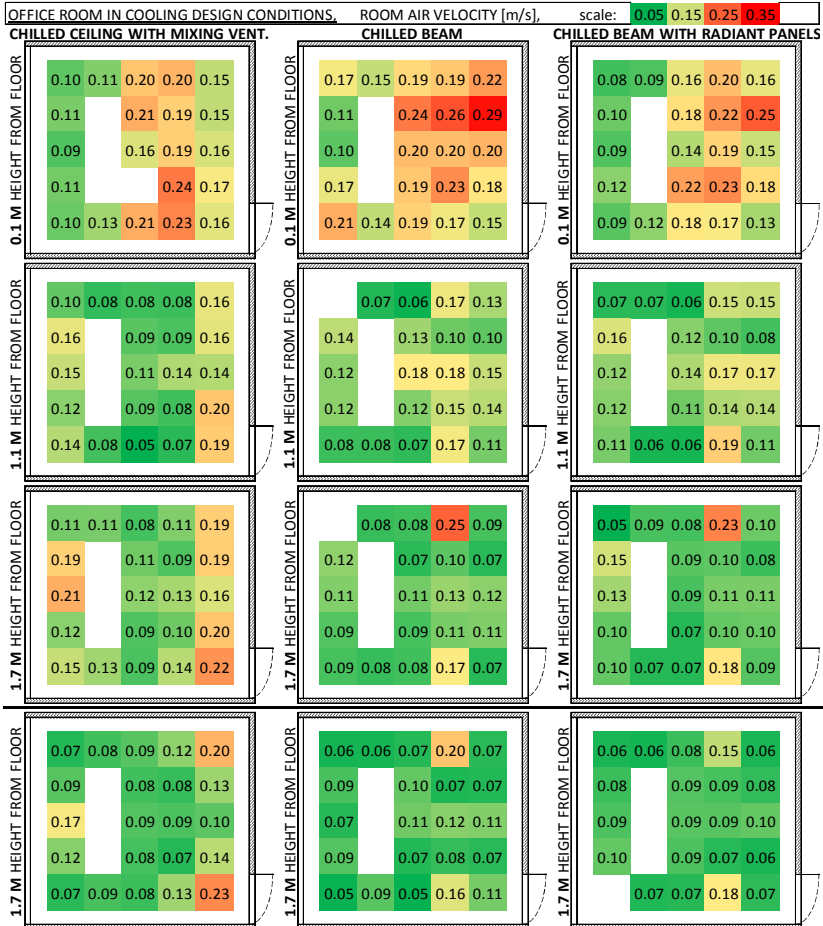 OFFICE ROOM IN COOLING DESIGN CONDITIONS, ROOM AIR VELOCITY [m/s], scale: 0.05 0.15 0.25 0.35
CHILLED CEILING WITH MIXING VENT. CHILLED BEAM CHILLED BEAM WITH RADIANT PANELS
0.1 M HEIGHT FROM FLOOR
0.10 0.11 0.20 0.20 0.15
0.11 0.21 0.19 0.15
0.09 0.16 0.19 0.16
0.11 0.24 0.17
0.10 0.13 0.21 0.23 0.16
0.1 M HEIGHT FROM FLOOR
0.17 0.15 0.19 0.19 0.22
0.11 0.24 0.26 0.29
0.10 0.20 0.20 0.20
0.17 0.19 0.23 0.18
0.21 0.14 0.19 0.17 0.15
0.1 M HEIGHT FROM FLOOR
0.08 0.09 0.16 0.20 0.16
0.10 0.18 0.22 0.25
0.09 0.14 0.19 0.15
0.12 0.22 0.23 0.18
0.09 0.12 0.18 0.17 0.13
1.1 M HEIGHT FROM FLOOR
0.10 0.08 0.08 0.08 0.16
0.16 0.09 0.09 0.16
0.15 0.11 0.14 0.14
0.12 0.09 0.08 0.20
0.14 0.08 0.05 0.07 0.19
1.1 M HEIGHT FROM FLOOR
0.07 0.06 0.17 0.13
0.14 0.13 0.10 0.10
0.12 0.18 0.18 0.15
0.12 0.12 0.15 0.14
0.08 0.08 0.07 0.17 0.11
1.1 M HEIGHT FROM FLOOR
0.07 0.07 0.06 0.15 0.15
0.16 0.12 0.10 0.08
0.12 0.14 0.17 0.17
0.12 0.11 0.14 0.14
0.11 0.06 0.06 0.19 0.11
1.7 M HEIGHT FROM FLOOR
0.11 0.11 0.08 0.11 0.19
0.19 0.11 0.09 0.19
0.21 0.12 0.13 0.16
0.12 0.09 0.10 0.20
0.15 0.13 0.09 0.14 0.22
1.7 M HEIGHT FROM FLOOR
0.08 0.08 0.25 0.09
0.12 0.07 0.10 0.07
0.11 0.11 0.13 0.12
0.09 0.09 0.11 0.11
0.09 0.08 0.08 0.17 0.07
1.7 M HEIGHT FROM FLOOR
0.05 0.09 0.08 0.23 0.10
0.15 0.09 0.10 0.08
0.13 0.09 0.11 0.11
0.10 0.07 0.10 0.10
0.10 0.07 0.07 0.18 0.09
1.7 M HEIGHT FROM FLOOR
0.07 0.08 0.09 0.12 0.20
0.09 0.08 0.08 0.13
0.17 0.09 0.09 0.10
0.12 0.08 0.07 0.14
0.07 0.09 0.08 0.13 0.23
1.7 M HEIGHT FROM FLOOR
0.06 0.06 0.07 0.20 0.07
0.09 0.10 0.07 0.07
0.07 0.11 0.12 0.11
0.09 0.07 0.08 0.07
0.05 0.09 0.05 0.16 0.11
1.7 M HEIGHT FROM FLOOR
0.06 0.06 0.08 0.15 0.06
0.08 0.09 0.09 0.08
0.09 0.09 0.09 0.10
0.10 0.09 0.07 0.06
0.07 0.07 0.18 0.07